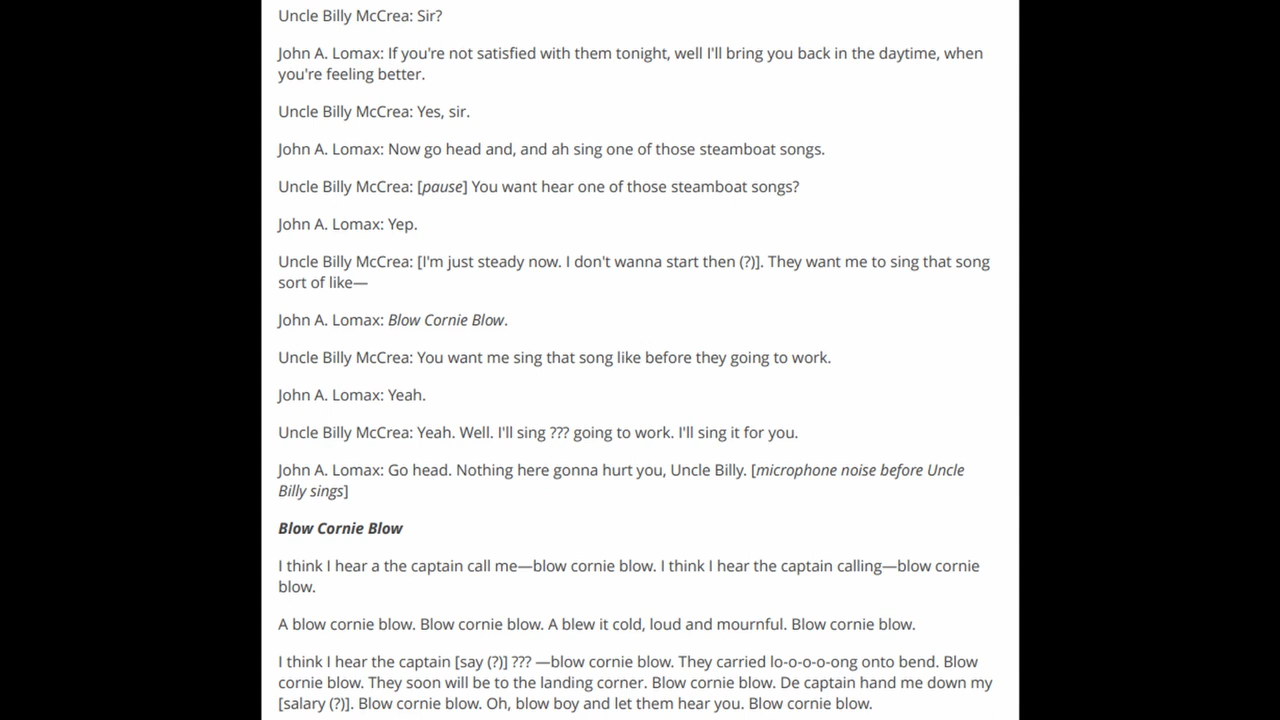 Uncle Billy McCrea: Sir?
John A. Lomax: If you're not satisfied with them tonight, well I'll bring you back in the daytime, when
you're feeling better.
Uncle Billy McCrea: Yes, sir.
John A. Lomax: Now go head and, and ah sing one of those steamboat songs.
Uncle Billy McCrea: [pause] You want hear one of those steamboat songs?
John A. Lomax: Yep.
Uncle Billy McCrea: [I'm just steady now. I don't wanna start then (?)]. They want me to sing that song
sort of like—
John A. Lomax: Blow Cornie Blow.
Uncle Billy McCrea: You want me sing that song like before they going to work.
John A. Lomax: Yeah.
Uncle Billy McCrea: Yeah. Well. I'll sing ??? going to work. I'll sing it for you.
John A. Lomax: Go head. Nothing here gonna hurt you, Uncle Billy. [microphone noise before Uncle
Billy sings]
Blow Cornie Blow
I think I hear a the captain call me—blow cornie blow. I think I hear the captain calling—blow cornie
blow.
A blow cornie blow. Blow cornie blow. A blew it cold, loud and mournful. Blow cornie blow.
I think I hear the captain [say (?)] ??? —blow cornie blow. They carried lo-o-o-o-ong onto bend. Blow
cornie blow. They soon will be to the landing corner. Blow cornie blow. De captain hand me down my
[salary (?)]. Blow cornie blow. Oh, blow boy and let them hear you. Blow cornie blow.